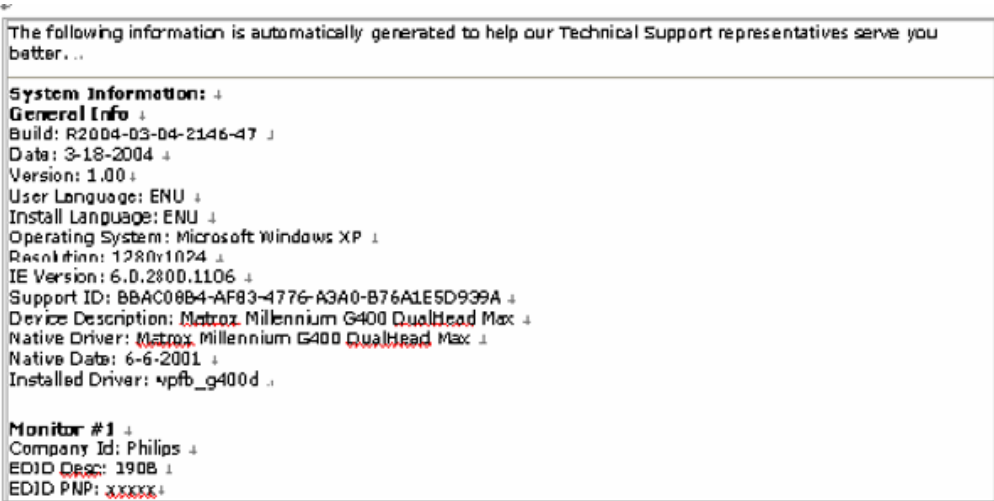 The following information is automatically generated to help our Technical Support representatives serve you
better...
System Information:
General Info
Build: R2004-03-04-2146-47
Date: 3-18-2004
Version: 1.00
User Language: ENU
Install Language: ENU
Operating System: Microsoft Windows XP
Resolution: 1280x1024
IE Version: 6.0.2800.1106
Support ID: BBAC08B4-AF83-4776-A3A0-B76A1E5D939A
Device Description: Matrox Millennium G400 DualHead Max
Native Driver: Matrox Millennium G400 DualHead Max
Native Date: 6-6-2001
Installed Driver: vpfb_g400d
Monitor #1
Company Id: Philips
EDID Desc: 190B
EDID PNP: xxxxx